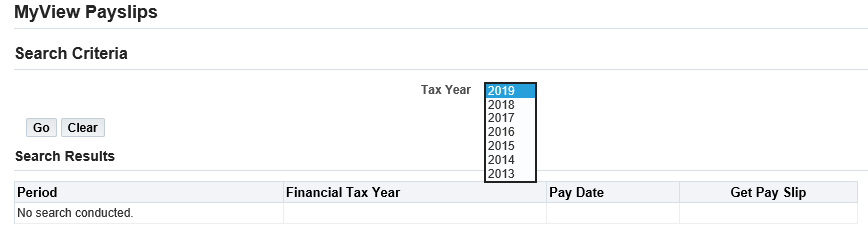 MyView Payslips
Search Criteria
Tax Year 2019
2018
2017
2016
2015
2014
2013
Go Clear
Search Results
Period Financial Tax Year Pay Date Get Pay Slip
No search conducted.